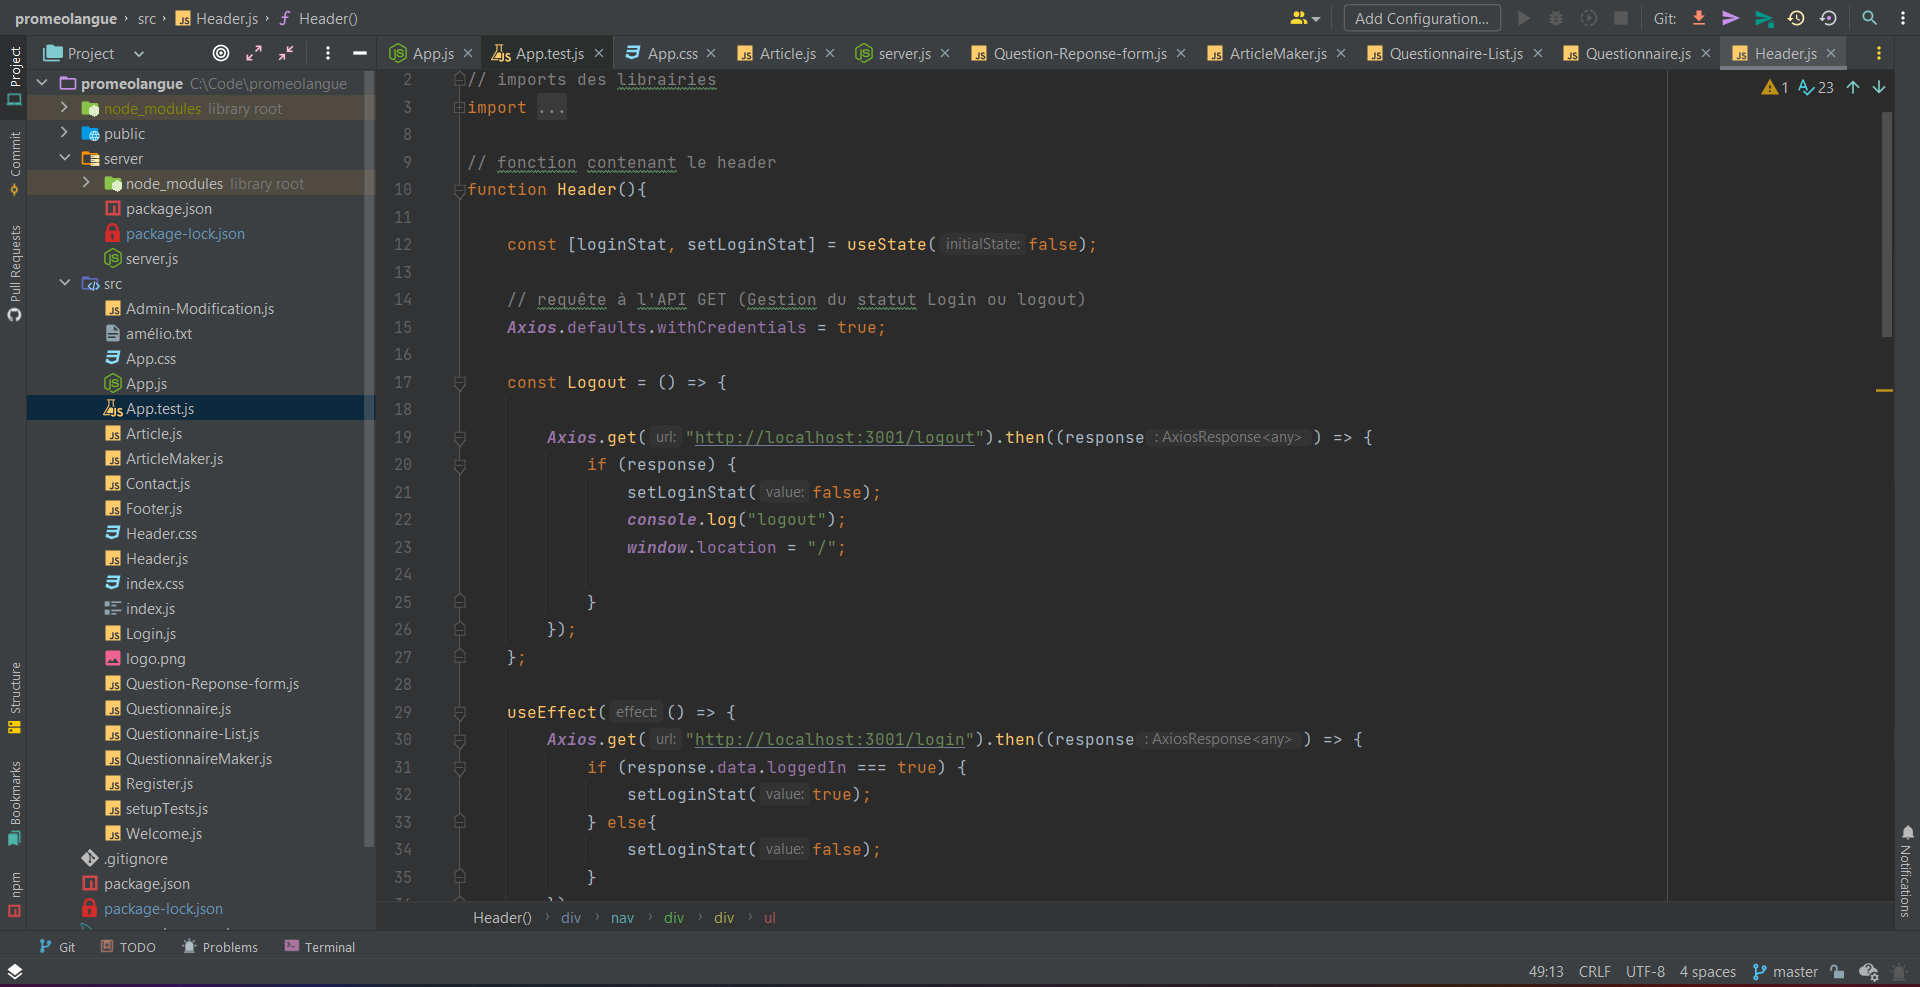 promeolangue › src › Header.js › Header()
Add Configuration...
Git:
Project
App.js
App.test.js
App.css
Article.js
server.js
Question-Reponse-form.js
ArticleMaker.js
Questionnaire-List.js
Questionnaire.js
Header.js
Project
Commit
Pull Requests
Structure
Bookmarks
npm
promeolangue C:\Code\promeolangue
node_modules library root
public
server
node_modules library root
package.json
package-lock.json
server.js
src
Admin-Modification.js
amélio.txt
App.css
App.js
App.test.js
Article.js
ArticleMaker.js
Contact.js
Footer.js
Header.css
Header.js
index.css
index.js
Login.js
logo.png
Question-Reponse-form.js
Questionnaire.js
Questionnaire-List.js
QuestionnaireMaker.js
Register.js
setupTests.js
Welcome.js
.gitignore
package.json
package-lock.json
1 23
2 // imports des librairies
3 import ...
8
9 // fonction contenant le header
10 function Header(){
11
12 const [loginStat, setLoginStat] = useState( initialState: false);
13
14 // requête à l'API GET (Gestion du statut Login ou logout)
15 Axios.defaults.withCredentials = true;
16
17 const Logout = () => {
18
19 Axios.get( url: "http://localhost:3001/logout").then((response : AxiosResponse<any> ) => {
20 if (response) {
21 setLoginStat( value: false);
22 console.log("logout");
23 window.location = "/";
24
25 }
26 });
27 };
28
29 useEffect( effect: () => {
30 Axios.get( url: "http://localhost:3001/login").then((response : AxiosResponse<any> ) => {
31 if (response.data.loggedIn === true) {
32 setLoginStat( value: true);
33 } else{
34 setLoginStat( value: false);
35 }
Header() › div › nav › div › div › ul
Notifications
Git
TODO
Problems
Terminal
49:13 CRLF UTF-8 4 spaces master